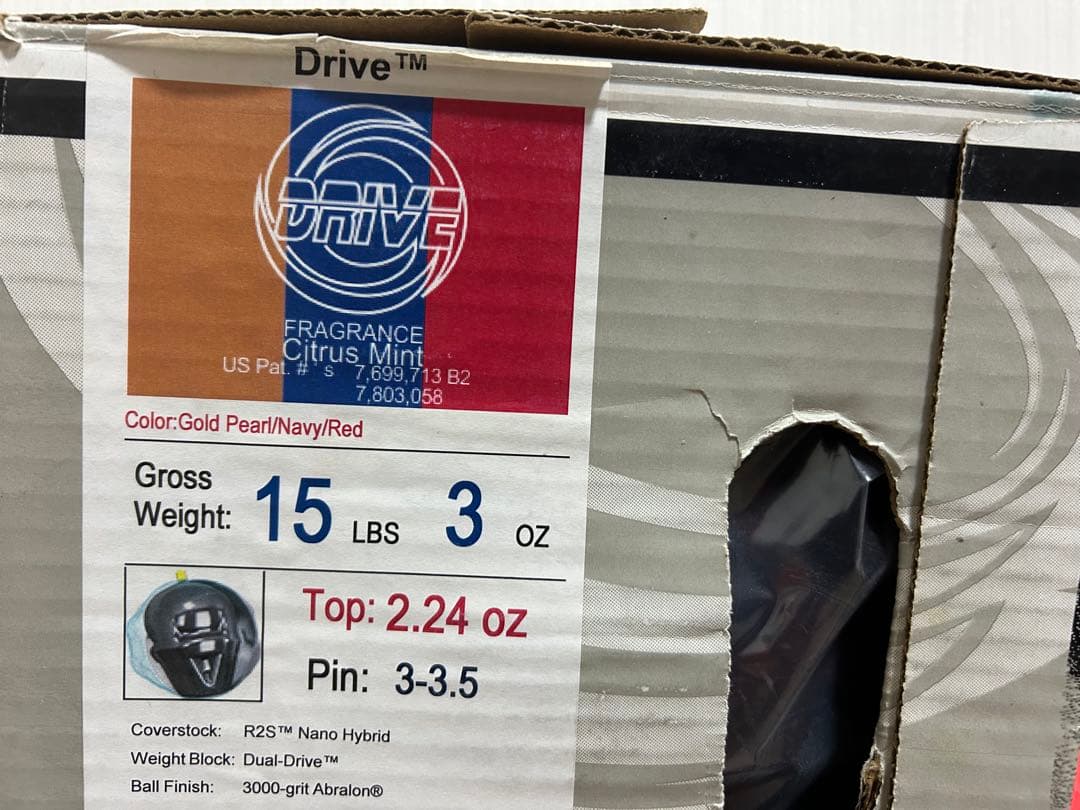 Drive™
DRIVE
FRAGRANCE
Citrus Mint
US Pat. #'s 7,699,713 B2
7,803,058
Color:Gold Pearl/Navy/Red
Gross
Weight: 15 LBS 3 oz
Top: 2.24 oz
Pin: 3-3.5
Coverstock: R2S™ Nano Hybrid
Weight Block: Dual-Drive™
Ball Finish: 3000-grit Abralon®